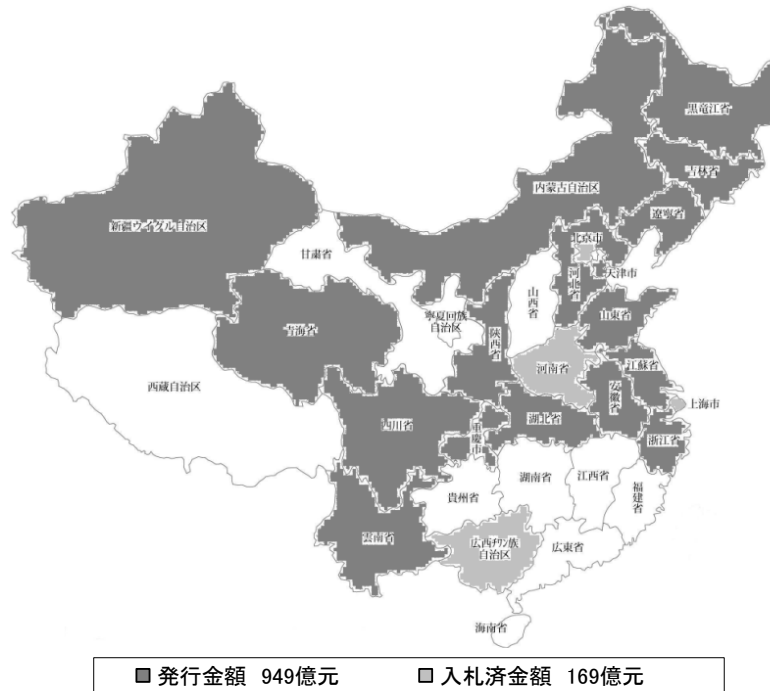 黒竜江省
吉林省
内蒙古自治区
遼寧省
新疆ウイグル自治区
北京市
甘粛省
天津市
河北省
山西省
寧夏回族
自治区
山東省
青海省
陝西省
河南省
江蘇省
西蔵自治区
安徽省
上海市
四川省
湖北省
重慶市
浙江省
湖南省
江西省
貴州省
福建省
雲南省
広西チワン族
自治区
広東省
海南省
■ 発行金額 949億元 ■ 入札済金額 169億元